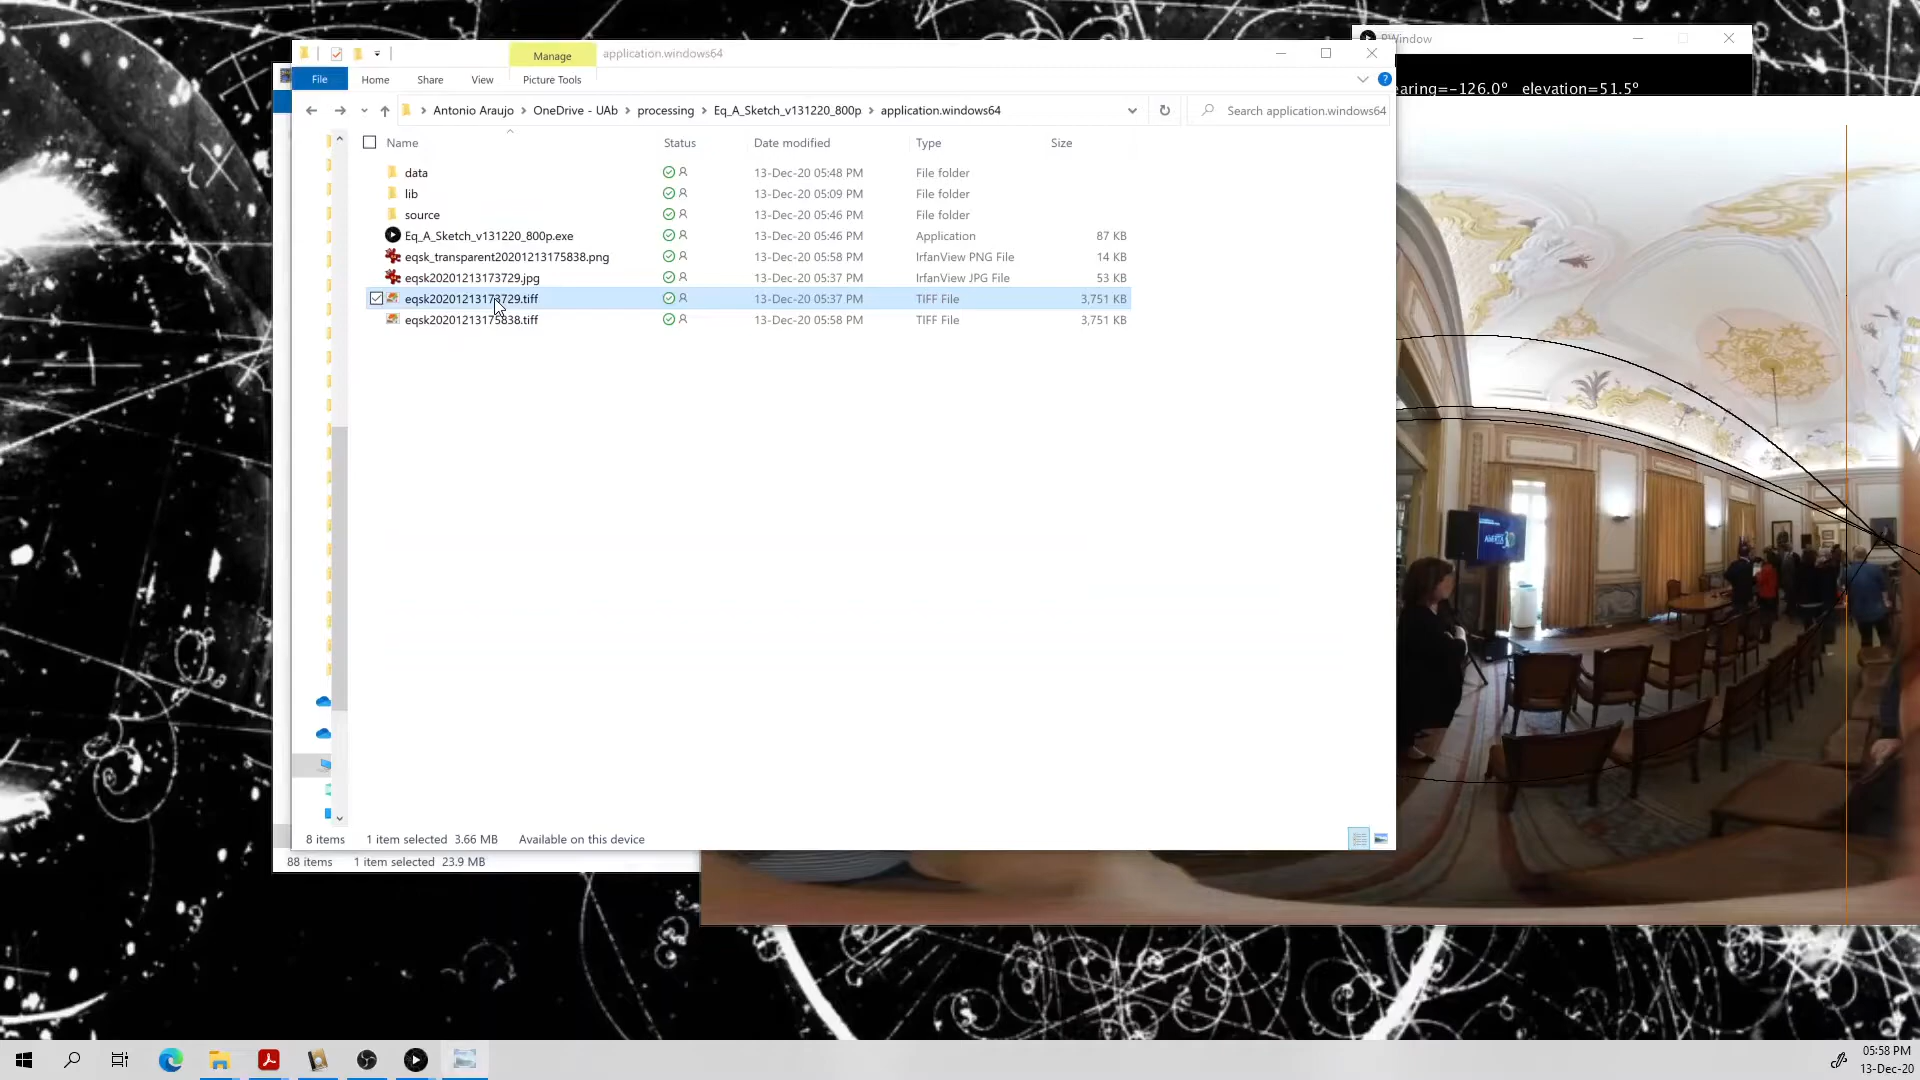 Manage application.windows64
PWindow
File Home Share View Picture Tools
earing=-126.0º elevation=51.5º
Antonio Araujo OneDrive - UAb processing Eq_A_Sketch_v131220_800p application.windows64
Search application.windows64
Name Status Date modified Type Size
data 13-Dec-20 05:48 PM File folder
lib 13-Dec-20 05:09 PM File folder
source 13-Dec-20 05:46 PM File folder
Eq_A_Sketch_v131220_800p.exe 13-Dec-20 05:46 PM Application 87 KB
eqsk_transparent20201213175838.png 13-Dec-20 05:58 PM IrfanView PNG File 14 KB
eqsk20201213173729.jpg 13-Dec-20 05:37 PM IrfanView JPG File 53 KB
eqsk20201213173729.tiff 13-Dec-20 05:37 PM TIFF File 3,751 KB
eqsk20201213175838.tiff 13-Dec-20 05:58 PM TIFF File 3,751 KB
8 items 1 item selected 3.66 MB Available on this device
88 items 1 item selected 23.9 MB
05:58 PM
13-Dec-20